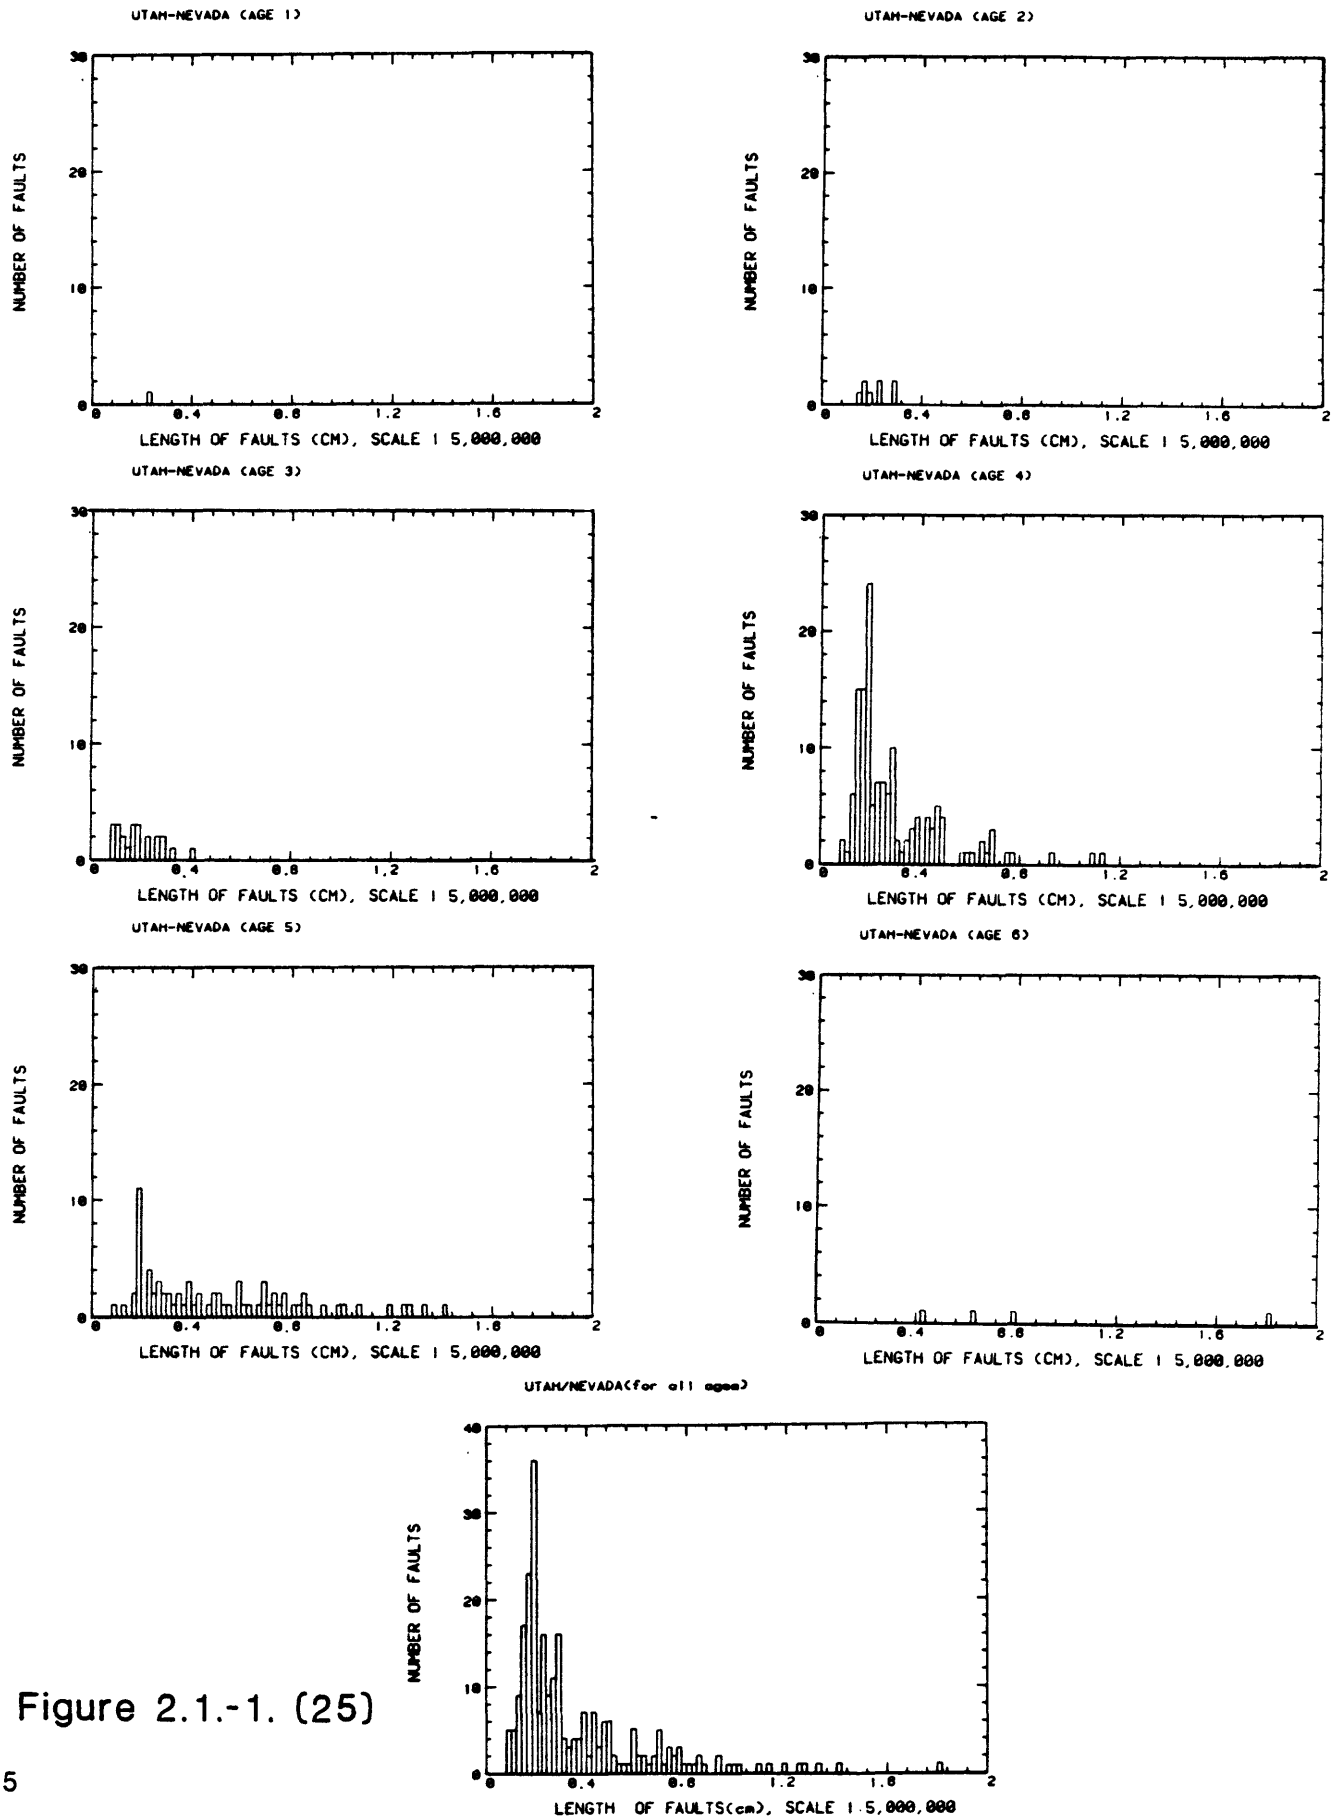 UTAH-NEVADA (AGE 1)
30
20
10
0
NUMBER OF FAULTS
0 0.4 0.8 1.2 1.6 2
LENGTH OF FAULTS (CM), SCALE 1 5,000,000
UTAH-NEVADA (AGE 2)
30
20
10
0
NUMBER OF FAULTS
0 0.4 0.8 1.2 1.6 2
LENGTH OF FAULTS (CM), SCALE 1 5,000,000
UTAH-NEVADA (AGE 3)
30
20
10
0
NUMBER OF FAULTS
0 0.4 0.8 1.2 1.6 2
LENGTH OF FAULTS (CM), SCALE 1 5,000,000
UTAH-NEVADA (AGE 4)
30
20
10
0
NUMBER OF FAULTS
0 0.4 0.8 1.2 1.6 2
LENGTH OF FAULTS (CM), SCALE 1 5,000,000
UTAH-NEVADA (AGE 5)
30
20
10
0
NUMBER OF FAULTS
0 0.4 0.8 1.2 1.6 2
LENGTH OF FAULTS (CM), SCALE 1 5,000,000
UTAH-NEVADA (AGE 6)
30
20
10
0
NUMBER OF FAULTS
0 0.4 0.8 1.2 1.6 2
LENGTH OF FAULTS (CM), SCALE 1 5,000,000
UTAH/NEVADA(for all ages)
40
30
20
10
0
NUMBER OF FAULTS
0 0.4 0.8 1.2 1.6 2
LENGTH OF FAULTS(cm), SCALE 1:5,000,000
Figure 2.1.-1. (25)
5